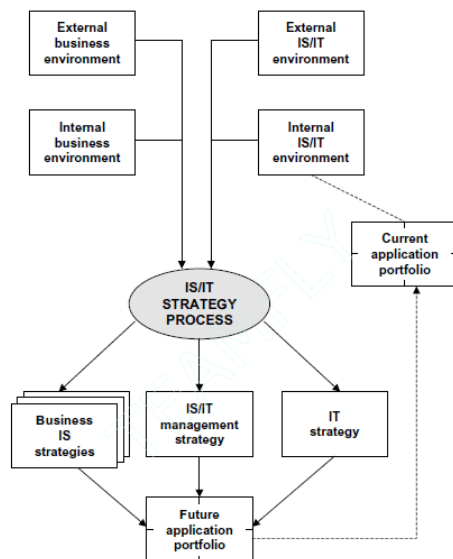 External
business
environment
External
IS/IT
environment
Internal
business
environment
Internal
IS/IT
environment
Current
application
portfolio
IS/IT
STRATEGY
PROCESS
Business
IS
strategies
IS/IT
management
strategy
IT
strategy
Future
application
portfolio
TEAMFLY